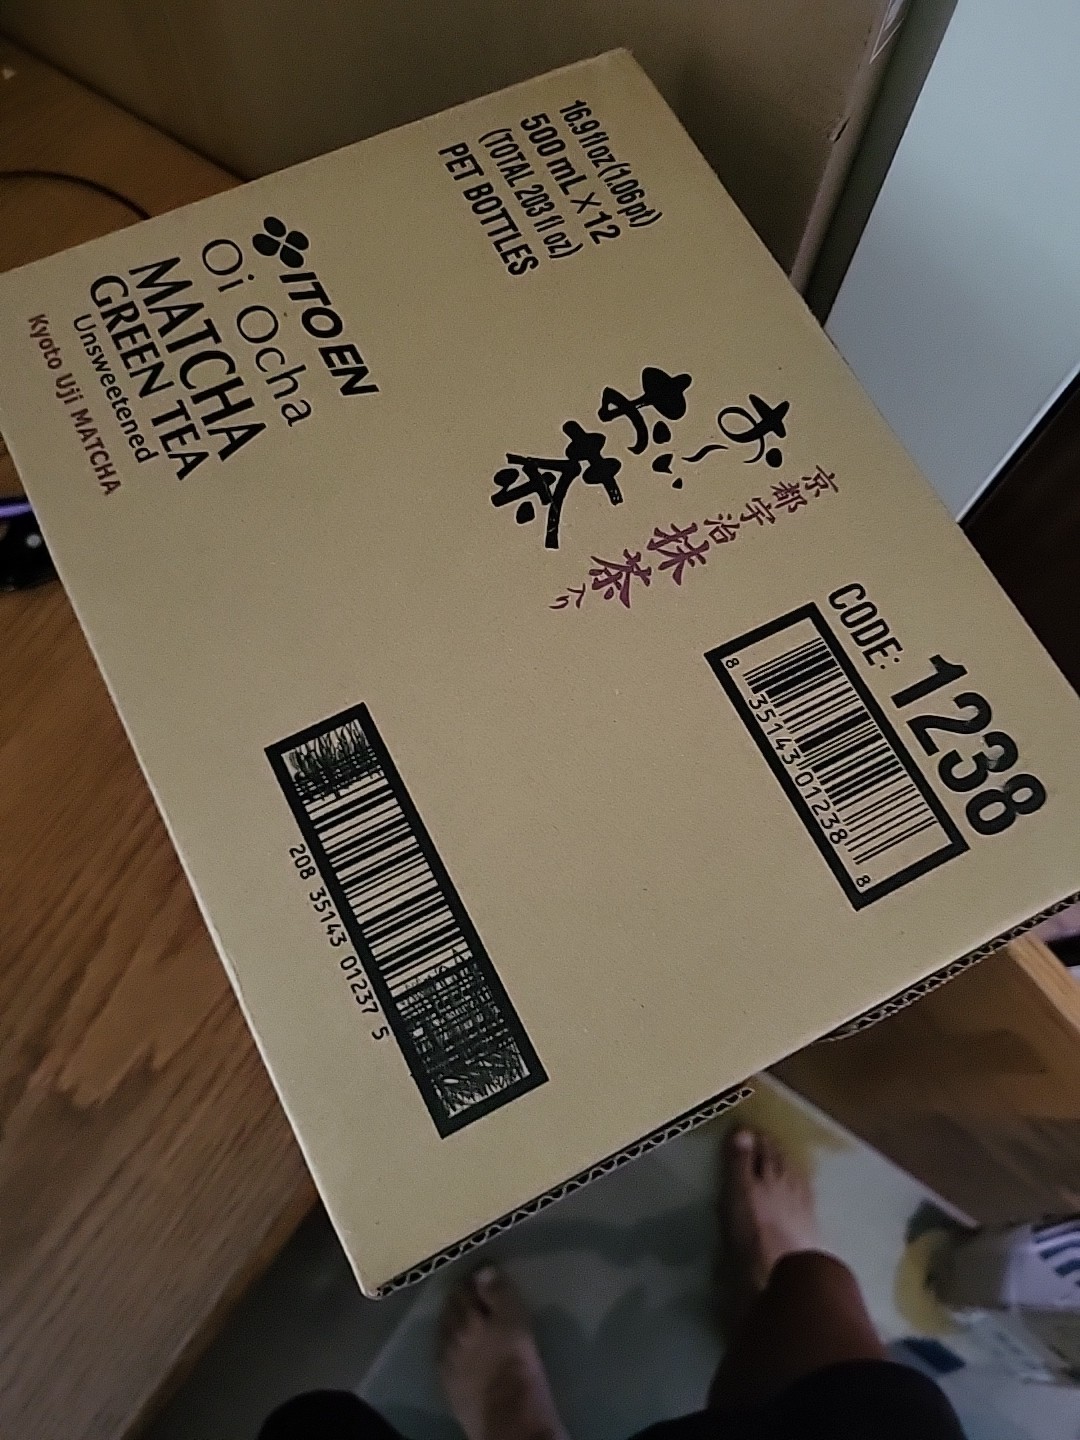 16.9 fl oz (1.06 pt)
500 mL X 12
(TOTAL 203 fl oz)
PET BOTTLES
ITO EN
Oi Ocha
MATCHA
GREEN TEA
Unsweetened
Kyoto Uji MATCHA
お〜い
お茶
京都宇治抹茶入り
CODE: 1238
8 35143 01238 8
208 35143 01237 5